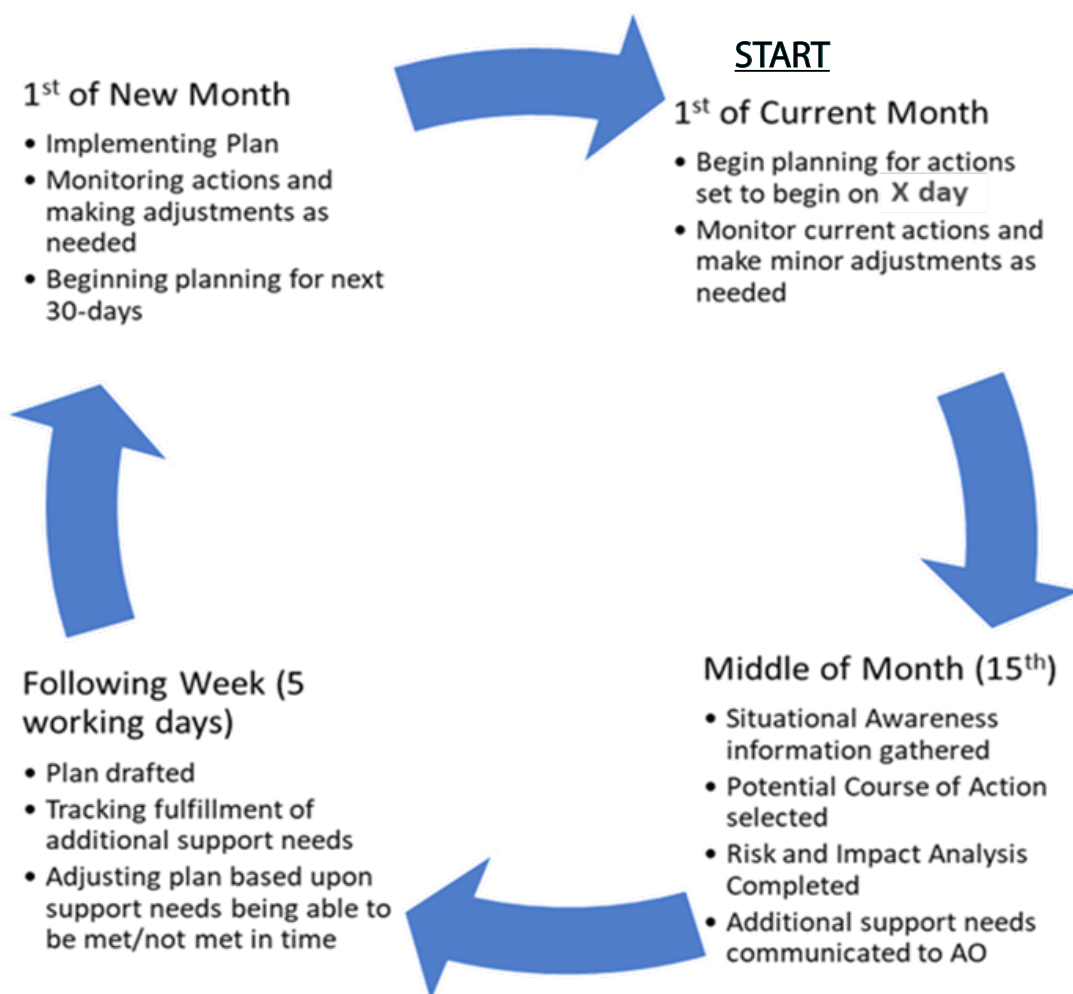 START
1st of Current Month
• Begin planning for actions
set to begin on X day
• Monitor current actions and
make minor adjustments as
needed
Middle of Month (15th)
• Situational Awareness
information gathered
• Potential Course of Action
selected
• Risk and Impact Analysis
Completed
• Additional support needs
communicated to AO
Following Week (5
working days)
• Plan drafted
• Tracking fulfillment of
additional support needs
• Adjusting plan based upon
support needs being able to
be met/not met in time
1st of New Month
• Implementing Plan
• Monitoring actions and
making adjustments as
needed
• Beginning planning for next
30-days